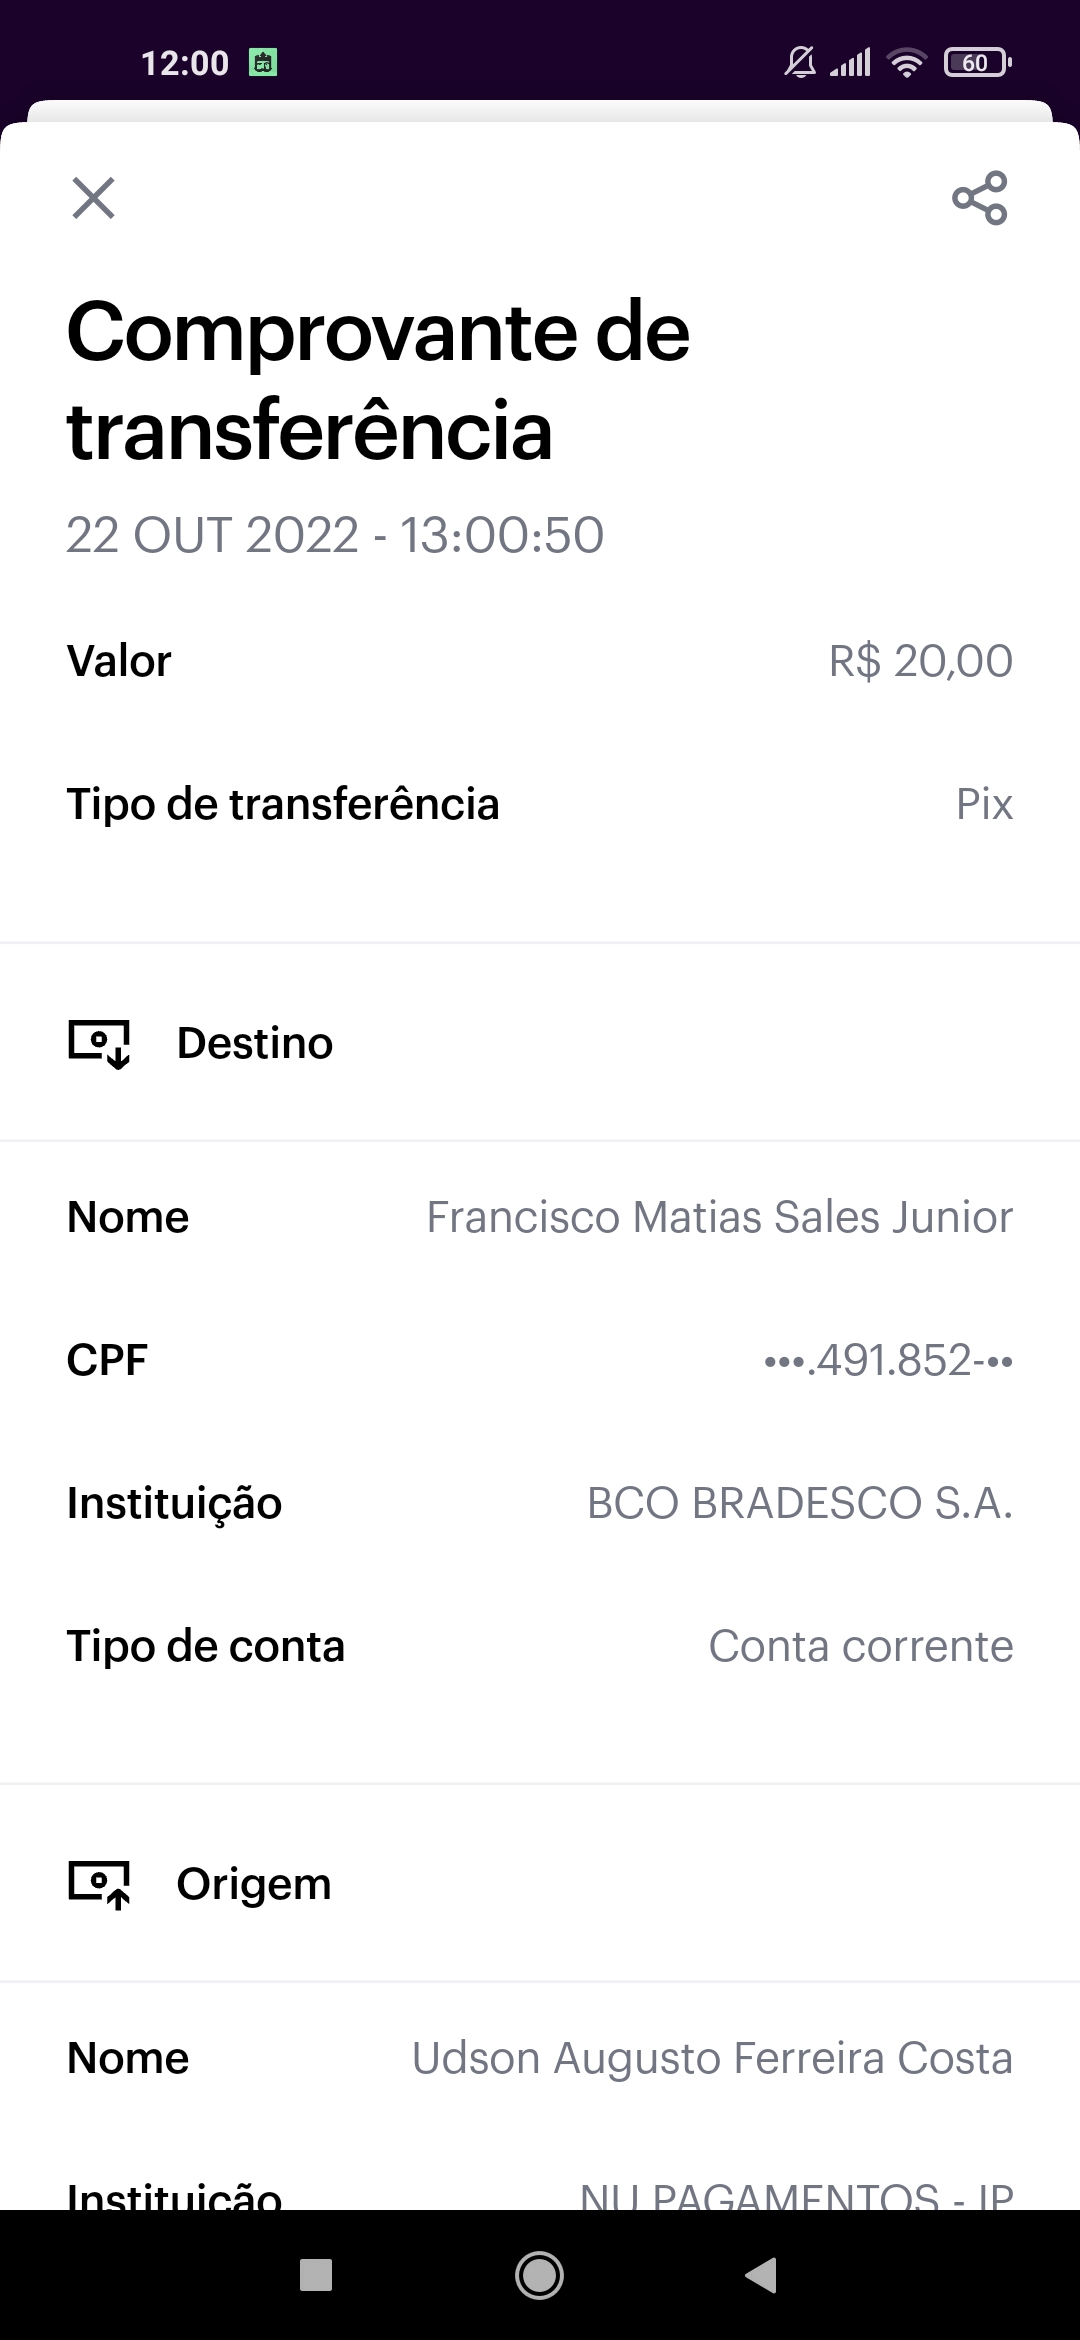 12:00
60
Comprovante de
transferência
22 OUT 2022 - 13:00:50
Valor R$ 20,00
Tipo de transferência Pix
Destino
Nome Francisco Matias Sales Junior
CPF •••.491.852-••
Instituição BCO BRADESCO S.A.
Tipo de conta Conta corrente
Origem
Nome Udson Augusto Ferreira Costa
Instituição NU PAGAMENTOS - IP